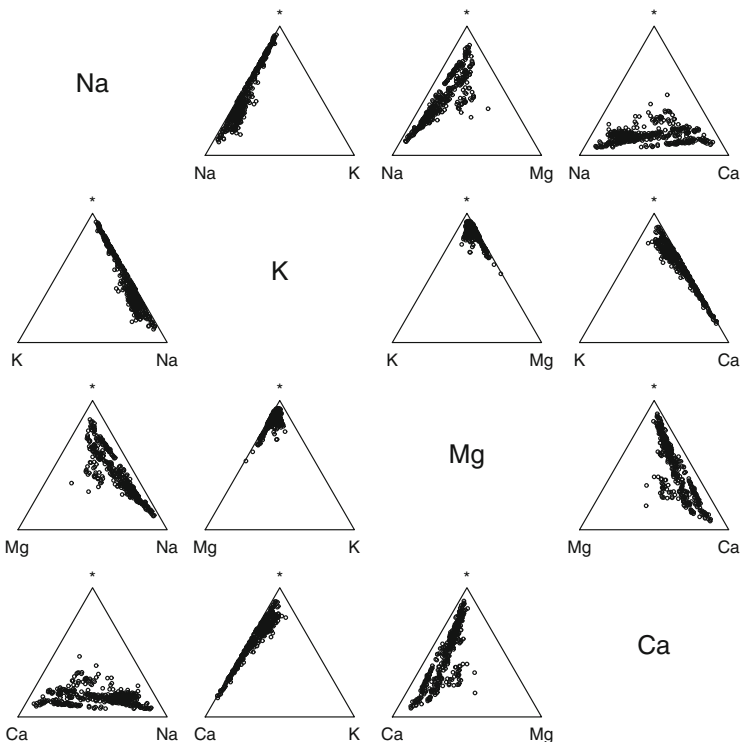 * * *
Na
Na K Na Mg Na Ca
* * *
K
K Na K Mg K Ca
* * *
Mg
Mg Na Mg K Mg Ca
* * *
Ca
Ca Na Ca K Ca Mg